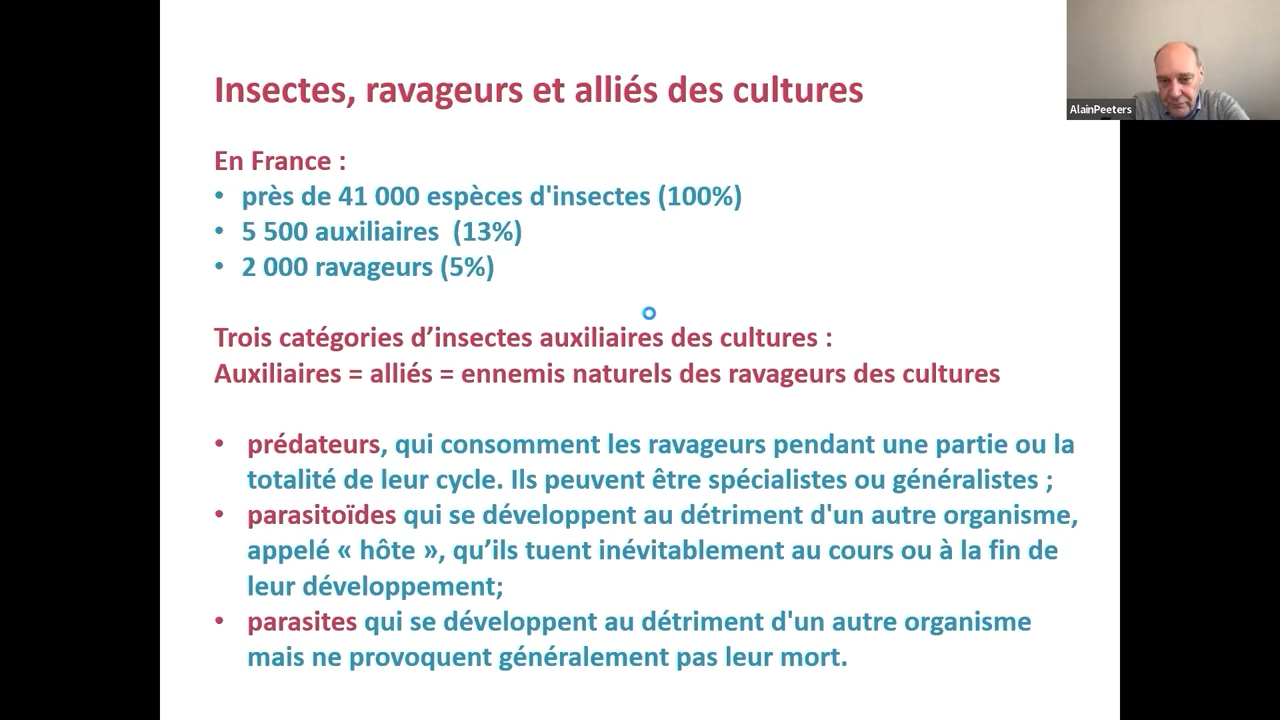 Insectes, ravageurs et alliés des cultures
AlainPeeters
En France :
• près de 41 000 espèces d'insectes (100%)
• 5 500 auxiliaires (13%)
• 2 000 ravageurs (5%)
Trois catégories d’insectes auxiliaires des cultures :
Auxiliaires = alliés = ennemis naturels des ravageurs des cultures
• prédateurs, qui consomment les ravageurs pendant une partie ou la
totalité de leur cycle. Ils peuvent être spécialistes ou généralistes ;
• parasitoïdes qui se développent au détriment d'un autre organisme,
appelé « hôte », qu’ils tuent inévitablement au cours ou à la fin de
leur développement;
• parasites qui se développent au détriment d'un autre organisme
mais ne provoquent généralement pas leur mort.